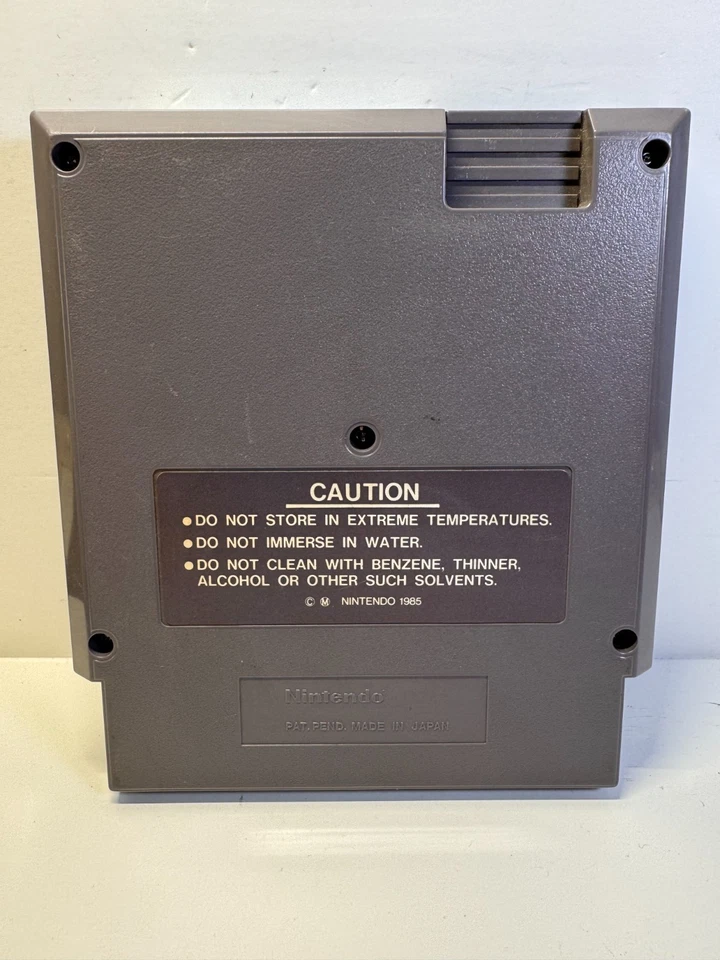 CAUTION
● DO NOT STORE IN EXTREME TEMPERATURES.
● DO NOT IMMERSE IN WATER.
● DO NOT CLEAN WITH BENZENE, THINNER,
ALCOHOL OR OTHER SUCH SOLVENTS.
© Ⓜ NINTENDO 1985
Nintendo
PAT. PEND. MADE IN JAPAN